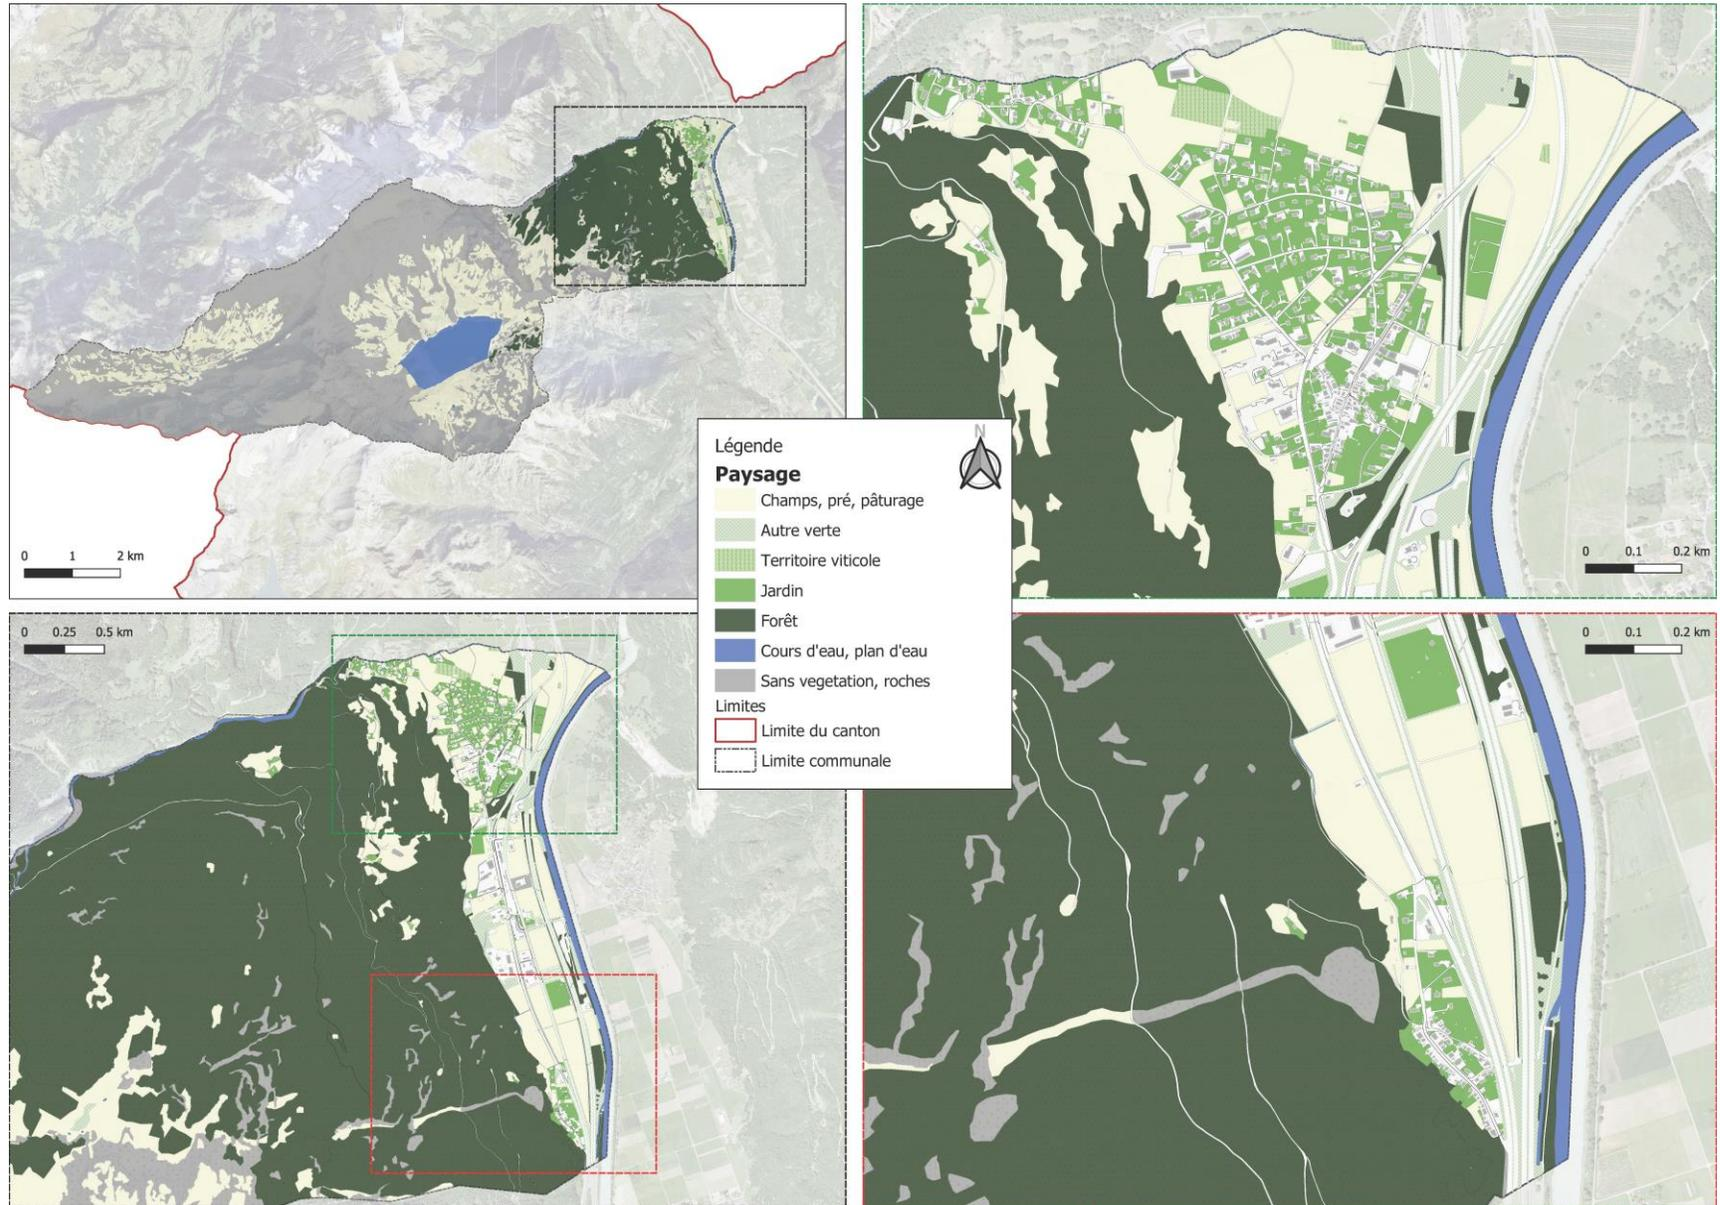 0 1 2 km
0 0.1 0.2 km
Légende
N
Paysage
Champs, pré, pâturage
Autre verte
Territoire viticole
Jardin
Forêt
Cours d'eau, plan d'eau
Sans vegetation, roches
Limites
Limite du canton
Limite communale
0 0.25 0.5 km
0 0.1 0.2 km